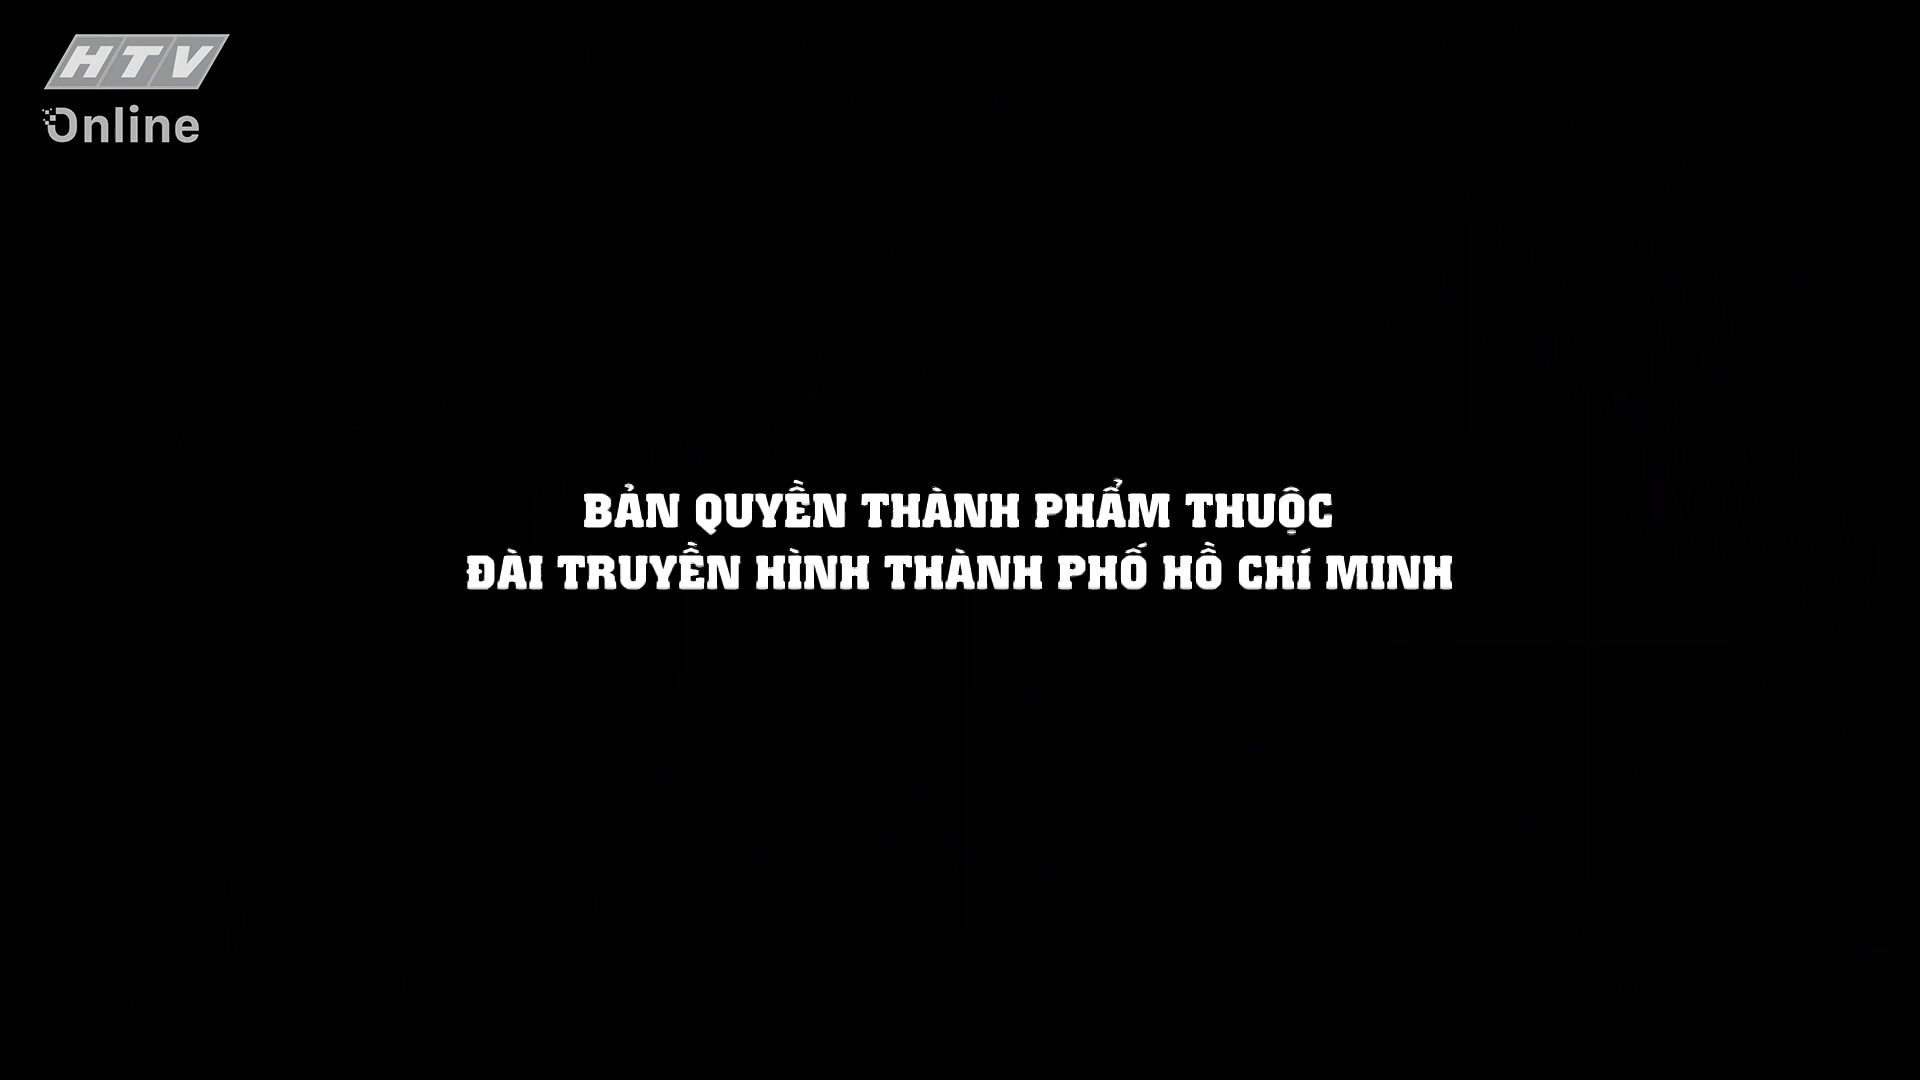 HTV
Online
BẢN QUYỀN THÀNH PHẨM THUỘC
ĐÀI TRUYỀN HÌNH THÀNH PHỐ HỒ CHÍ MINH